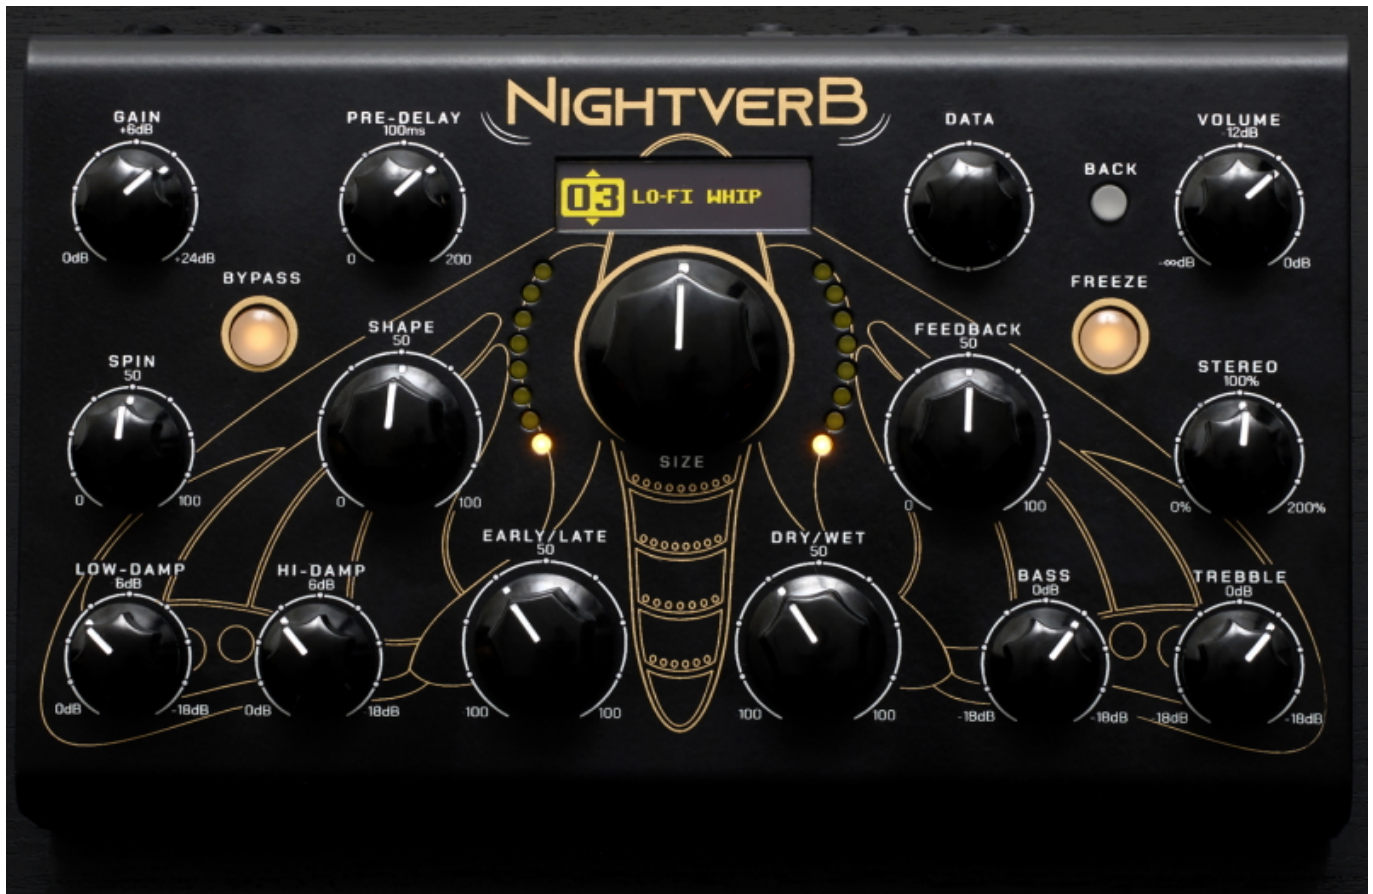 NIGHTVERB
GAIN
+6dB
0dB
+24dB
PRE-DELAY
100ms
0
200
03 LO-FI WHIP
DATA
BACK
VOLUME
-12dB
-∞dB
0dB
BYPASS
FREEZE
SPIN
50
0
100
SHAPE
50
0
100
SIZE
FEEDBACK
50
0
100
STEREO
100%
0%
200%
LOW-DAMP
6dB
0dB
-18dB
HI-DAMP
6dB
0dB
18dB
EARLY/LATE
50
100
100
DRY/WET
50
100
100
BASS
0dB
-18dB
-18dB
TREBBLE
0dB
-18dB
-18dB